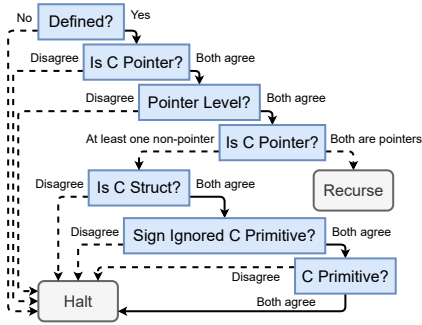 No
Defined?
Yes
Disagree
Is C Pointer?
Both agree
Disagree
Pointer Level?
Both agree
At least one non-pointer
Is C Pointer?
Both are pointers
Disagree
Is C Struct?
Both agree
Recurse
Disagree
Sign Ignored C Primitive?
Both agree
Disagree
C Primitive?
Halt
Both agree